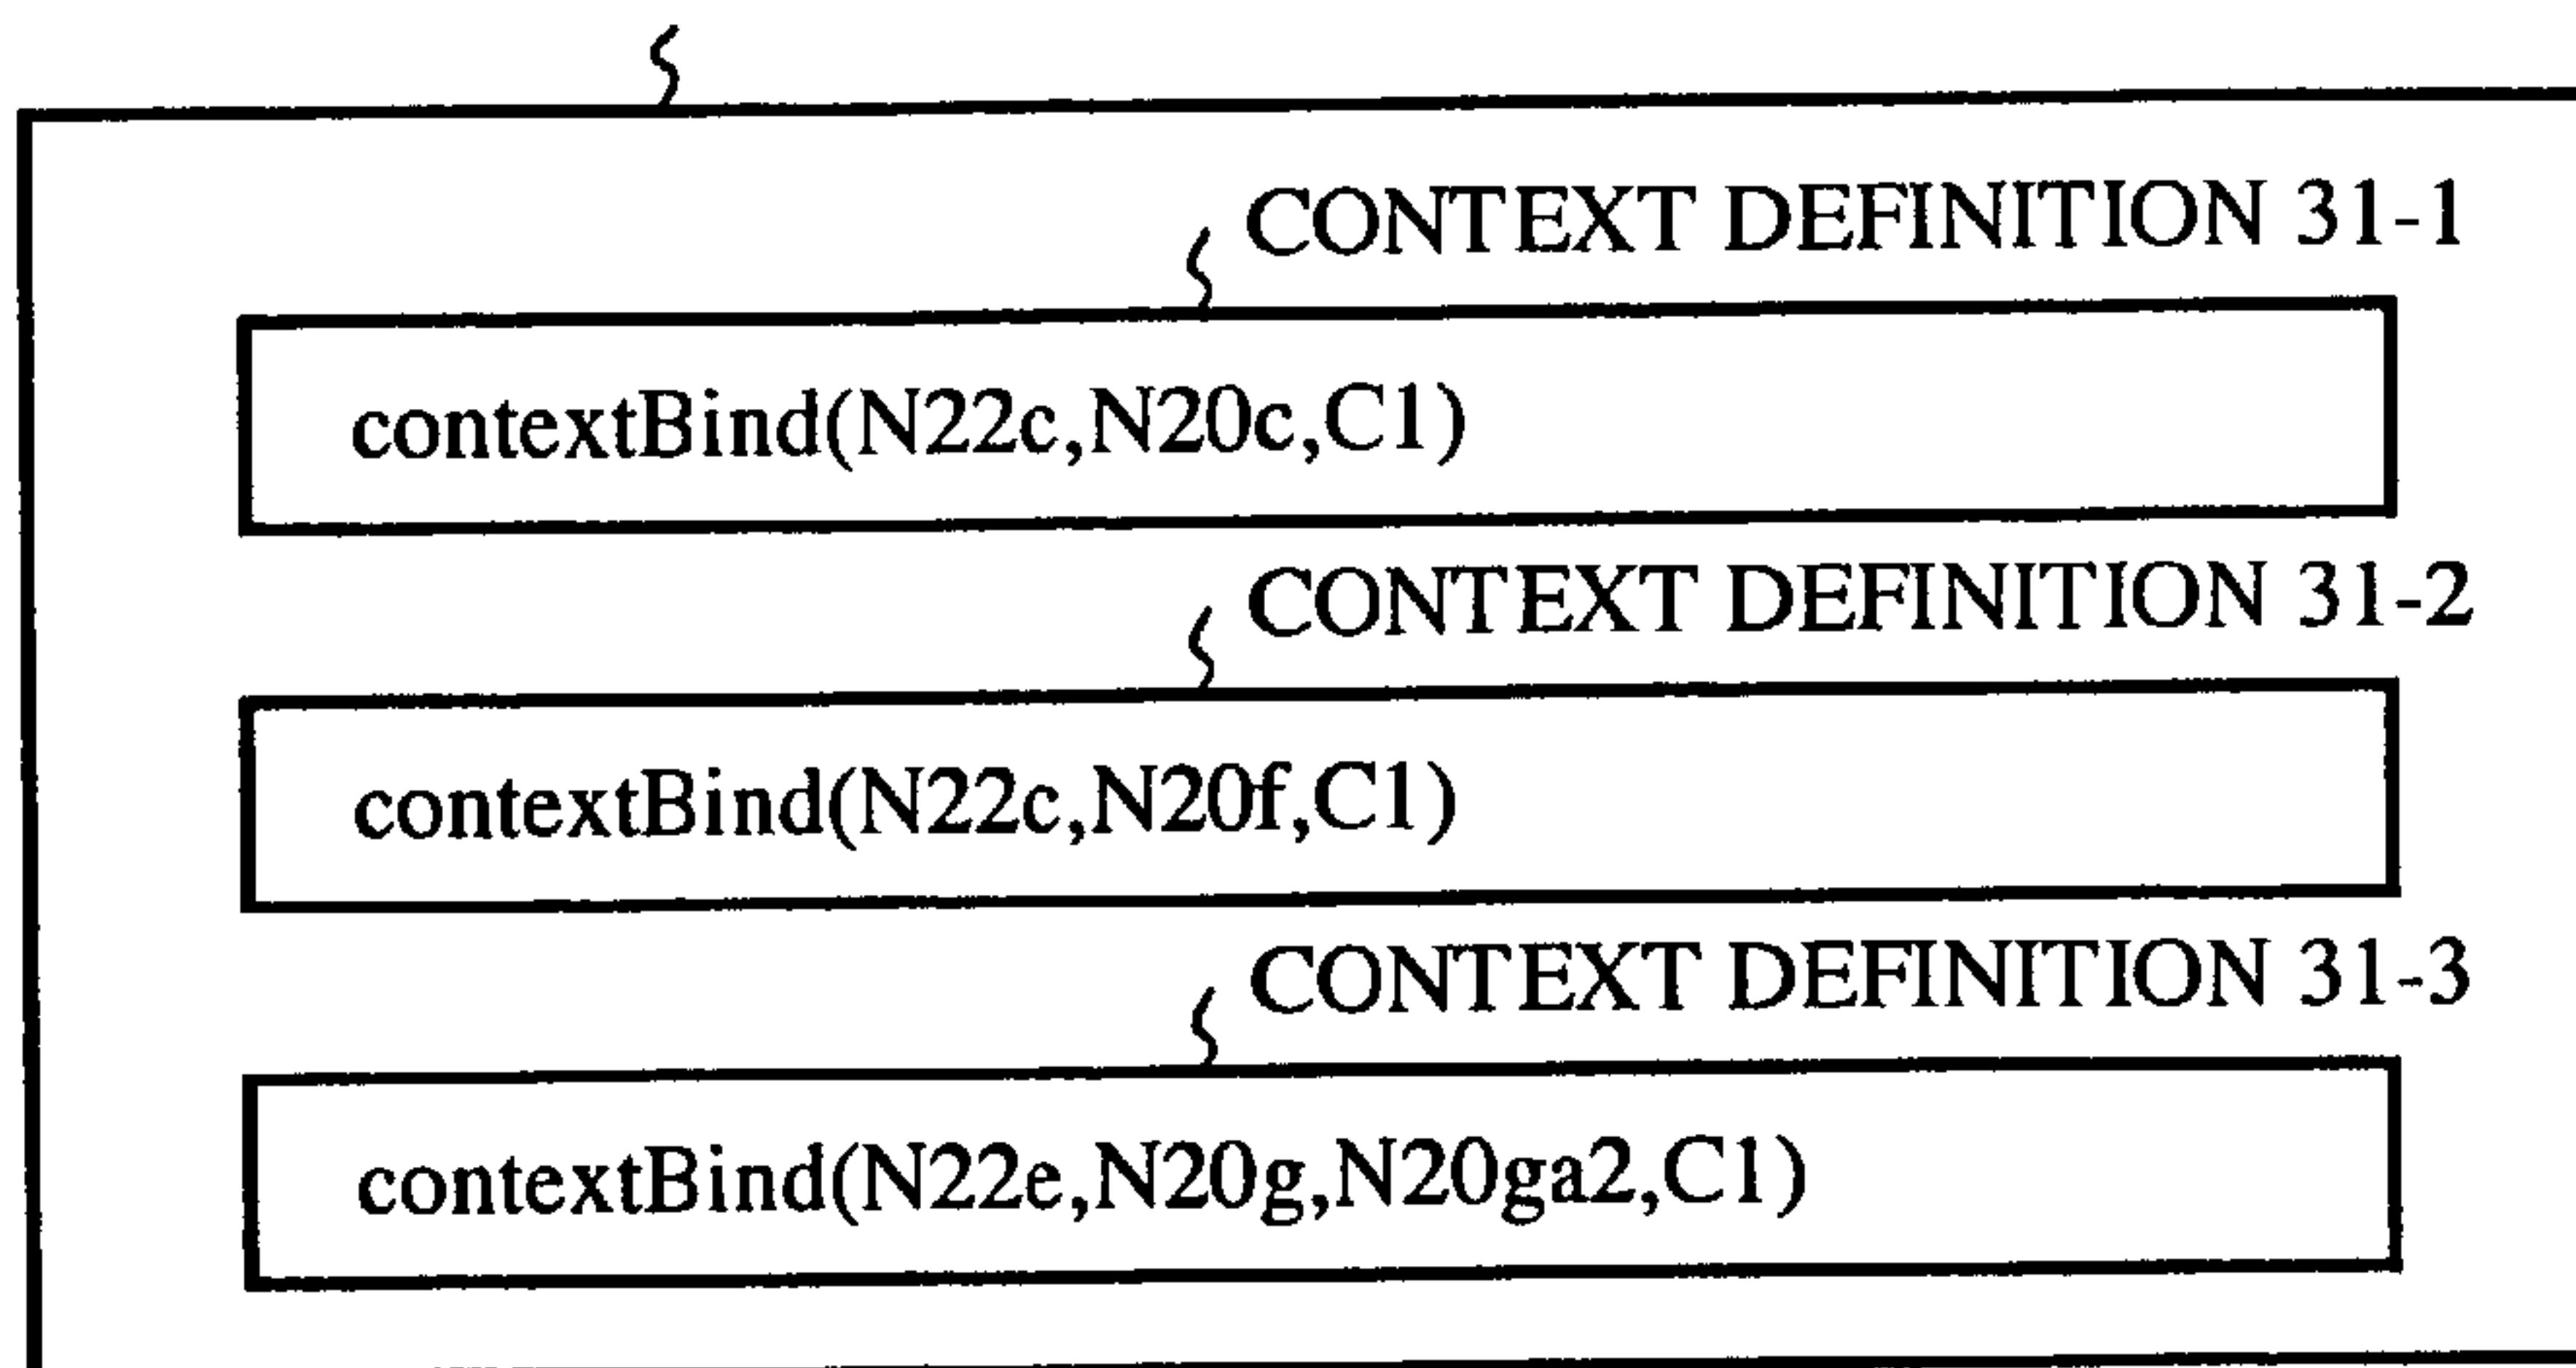 CONTEXT DEFINITION 31-1
contextBind(N22c,N20c,C1)
CONTEXT DEFINITION 31-2
contextBind(N22c,N20f,C1)
CONTEXT DEFINITION 31-3
contextBind(N22e,N20g,N20ga2,C1)